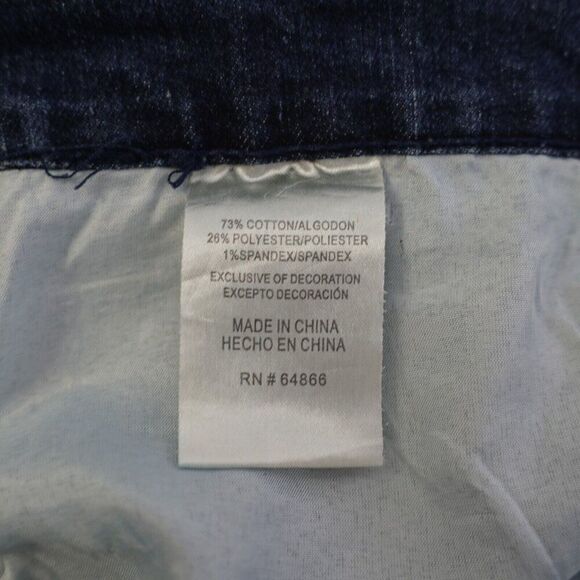 73% COTTON/ALGODON
26% POLYESTER/POLIESTER
1%SPANDEX/SPANDEX
EXCLUSIVE OF DECORATION
EXCEPTO DECORACIÓN
MADE IN CHINA
HECHO EN CHINA
RN # 64866